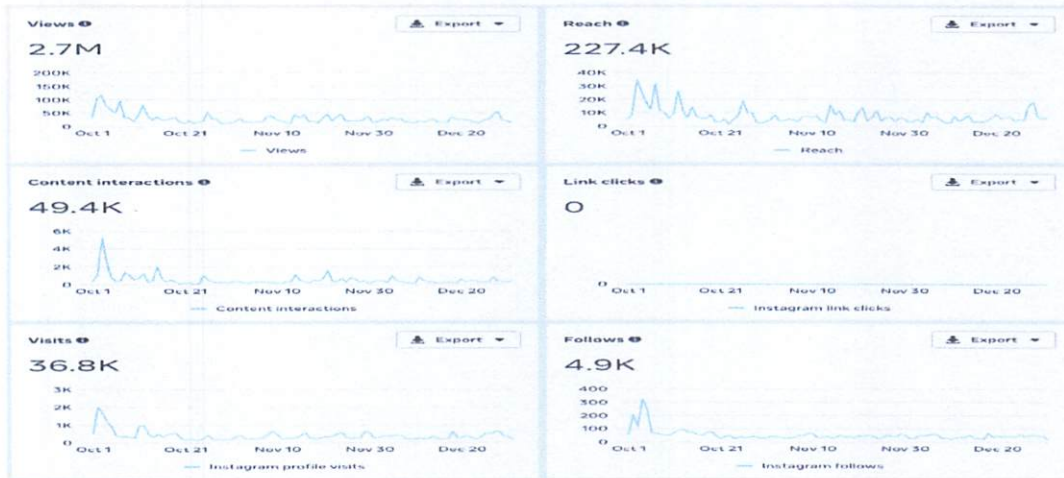 Views
Export
2.7M
200K
150K
100K
50K
0
Oct 1 Oct 21 Nov 10 Nov 30 Dec 20
Views
Reach
Export
227.4K
40K
30K
20K
10K
0
Oct 1 Oct 21 Nov 10 Nov 30 Dec 20
Reach
Content interactions
Export
49.4K
6K
4K
2K
0
Oct 1 Oct 21 Nov 10 Nov 30 Dec 20
Content interactions
Link clicks
Export
0
0
Oct 1 Oct 21 Nov 10 Nov 30 Dec 20
Instagram link clicks
Visits
Export
36.8K
3K
2K
1K
0
Oct 1 Oct 21 Nov 10 Nov 30 Dec 20
Instagram profile visits
Follows
Export
4.9K
400
300
200
100
0
Oct 1 Oct 21 Nov 10 Nov 30 Dec 20
Instagram follows